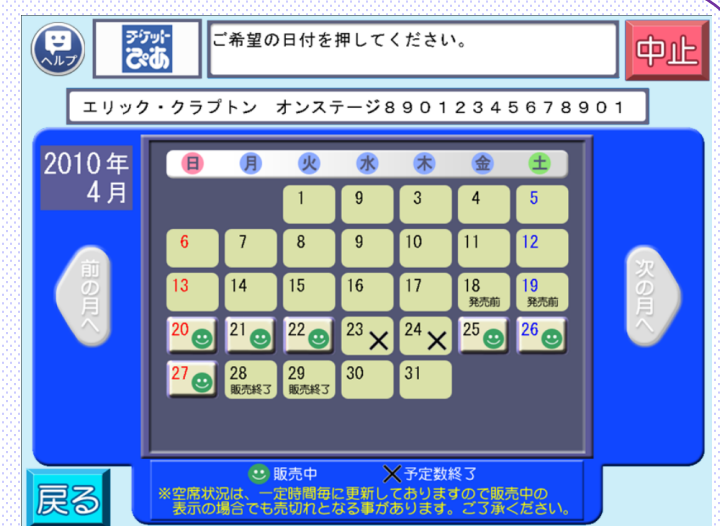 ヘルプ
チケット
ぴあ
ご希望の日付を押してください。
中止
エリック・クラプトン オンステージ89012345678901
2010年
4月
日 月 火 水 木 金 土
1 9 3 4 5
6 7 8 9 10 11 12
13 14 15 16 17 18 19
発売前 発売前
20 21 22 23 24 25 26
27 28 29 30 31
販売終了 販売終了
前の月へ
次の月へ
販売中 予定数終了
※空席状況は、一定時間毎に更新しておりますので販売中の
表示の場合でも売切れとなる事があります。ご了承ください。
戻る